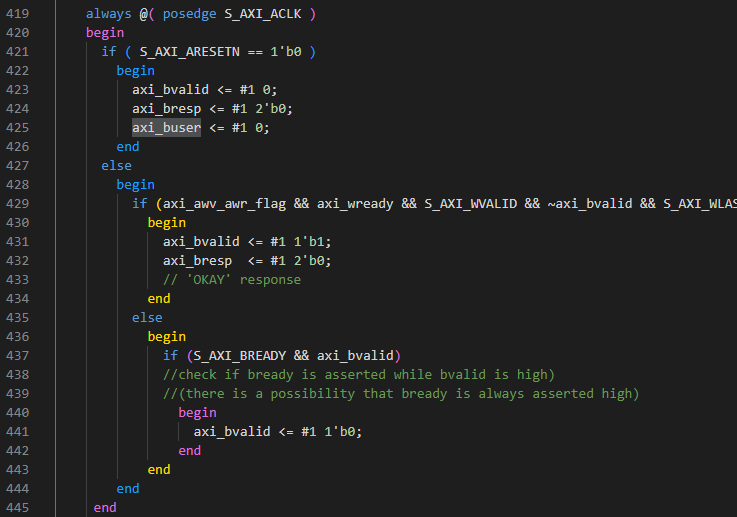 419 always @( posedge S_AXI_ACLK )
420 begin
421 if ( S_AXI_ARESETN == 1'b0 )
422 begin
423 axi_bvalid <= #1 0;
424 axi_bresp <= #1 2'b0;
425 axi_buser <= #1 0;
426 end
427 else
428 begin
429 if (axi_awv_awr_flag && axi_wready && S_AXI_WVALID && ~axi_bvalid && S_AXI_WLAS
430 begin
431 axi_bvalid <= #1 1'b1;
432 axi_bresp  <= #1 2'b0;
433 // 'OKAY' response
434 end
435 else
436 begin
437 if (S_AXI_BREADY && axi_bvalid)
438 //check if bready is asserted while bvalid is high)
439 //(there is a possibility that bready is always asserted high)
440 begin
441 axi_bvalid <= #1 1'b0;
442 end
443 end
444 end
445 end